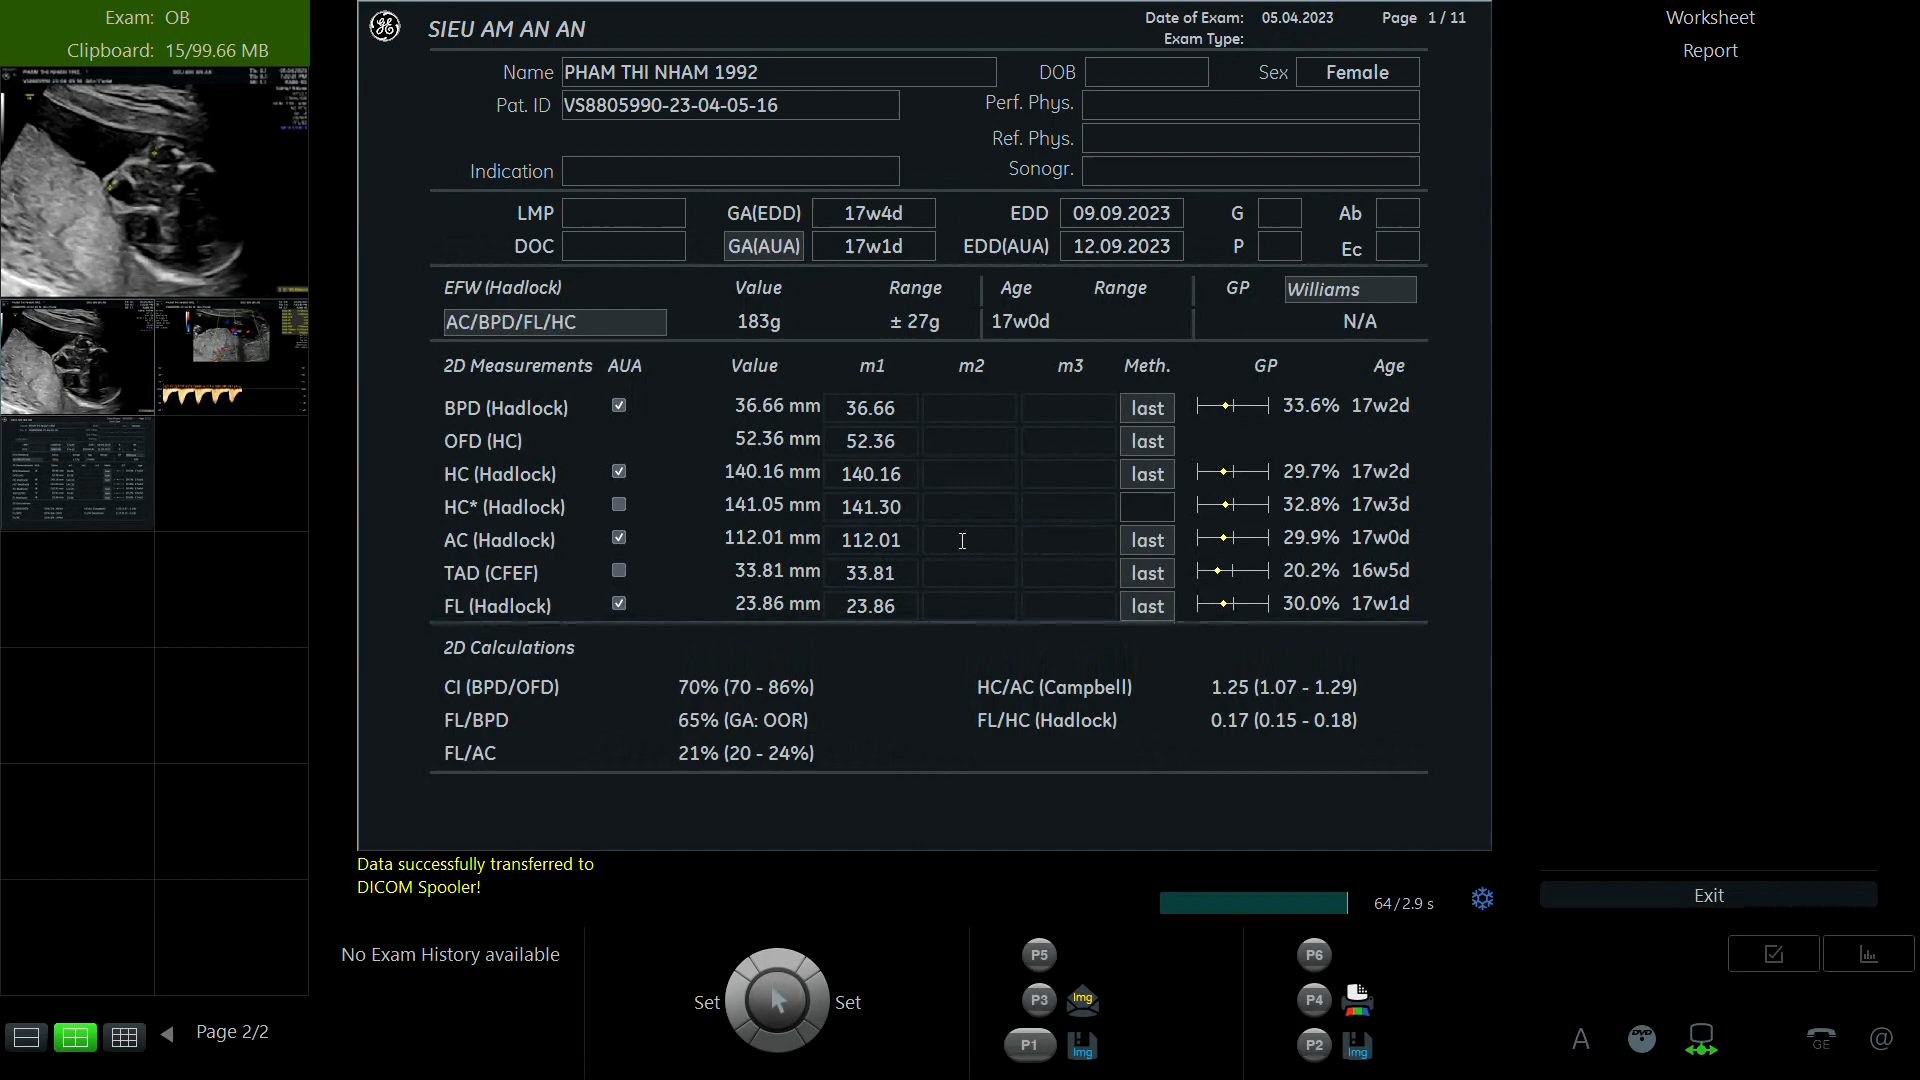 Exam: OB
Clipboard: 15/99.66 MB
SIEU AM AN AN
Date of Exam: 05.04.2023 Page 1 / 11
Exam Type:
Name PHAM THI NHAM 1992 DOB Sex Female
Pat. ID VS8805990-23-04-05-16 Perf. Phys.
Ref. Phys.
Indication Sonogr.
LMP GA(EDD) 17w4d EDD 09.09.2023 G Ab
DOC GA(AUA) 17w1d EDD(AUA) 12.09.2023 P Ec
EFW (Hadlock) Value Range Age Range GP Williams
AC/BPD/FL/HC 183g ± 27g 17w0d N/A
2D Measurements AUA Value m1 m2 m3 Meth. GP Age
BPD (Hadlock) 36.66 mm 36.66 last 33.6% 17w2d
OFD (HC) 52.36 mm 52.36 last
HC (Hadlock) 140.16 mm 140.16 last 29.7% 17w2d
HC* (Hadlock) 141.05 mm 141.30 32.8% 17w3d
AC (Hadlock) 112.01 mm 112.01 last 29.9% 17w0d
TAD (CFEF) 33.81 mm 33.81 last 20.2% 16w5d
FL (Hadlock) 23.86 mm 23.86 last 30.0% 17w1d
2D Calculations
CI (BPD/OFD) 70% (70 - 86%) HC/AC (Campbell) 1.25 (1.07 - 1.29)
FL/BPD 65% (GA: OOR) FL/HC (Hadlock) 0.17 (0.15 - 0.18)
FL/AC 21% (20 - 24%)
Worksheet
Report
Data successfully transferred to
DICOM Spooler!
64/2.9 s
Exit
No Exam History available
Set Set
P5
P3 Img
P1 Img
P6
P4
P2 Img
Page 2/2
A DVD GE @